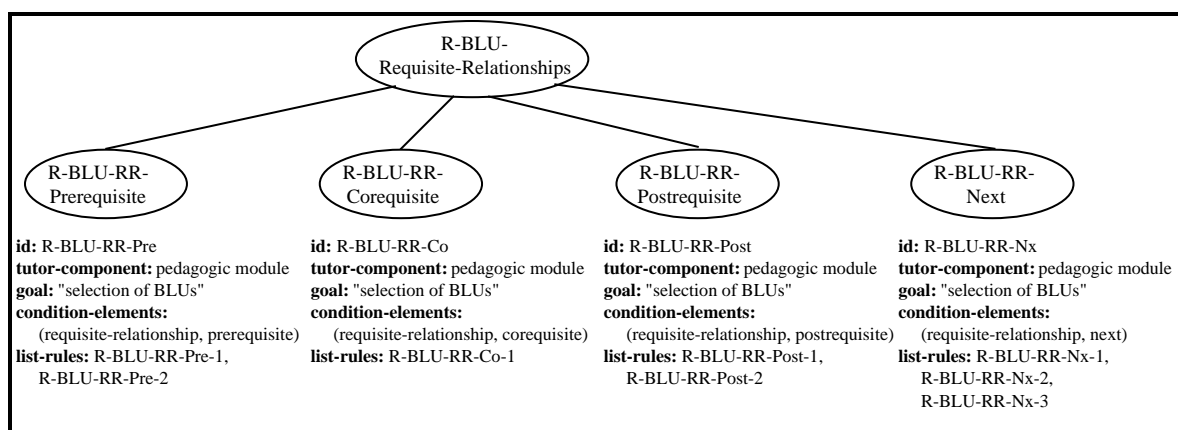 R-BLU-
Requisite-Relationships
R-BLU-RR-
Prerequisite
R-BLU-RR-
Corequisite
R-BLU-RR-
Postrequisite
R-BLU-RR-
Next
id: R-BLU-RR-Pre
tutor-component: pedagogic module
goal: "selection of BLUs"
condition-elements:
(requisite-relationship, prerequisite)
list-rules: R-BLU-RR-Pre-1,
R-BLU-RR-Pre-2
id: R-BLU-RR-Co
tutor-component: pedagogic module
goal: "selection of BLUs"
condition-elements:
(requisite-relationship, corequisite)
list-rules: R-BLU-RR-Co-1
id: R-BLU-RR-Post
tutor-component: pedagogic module
goal: "selection of BLUs"
condition-elements:
(requisite-relationship, postrequisite)
list-rules: R-BLU-RR-Post-1,
R-BLU-RR-Post-2
id: R-BLU-RR-Nx
tutor-component: pedagogic module
goal: "selection of BLUs"
condition-elements:
(requisite-relationship, next)
list-rules: R-BLU-RR-Nx-1,
R-BLU-RR-Nx-2,
R-BLU-RR-Nx-3